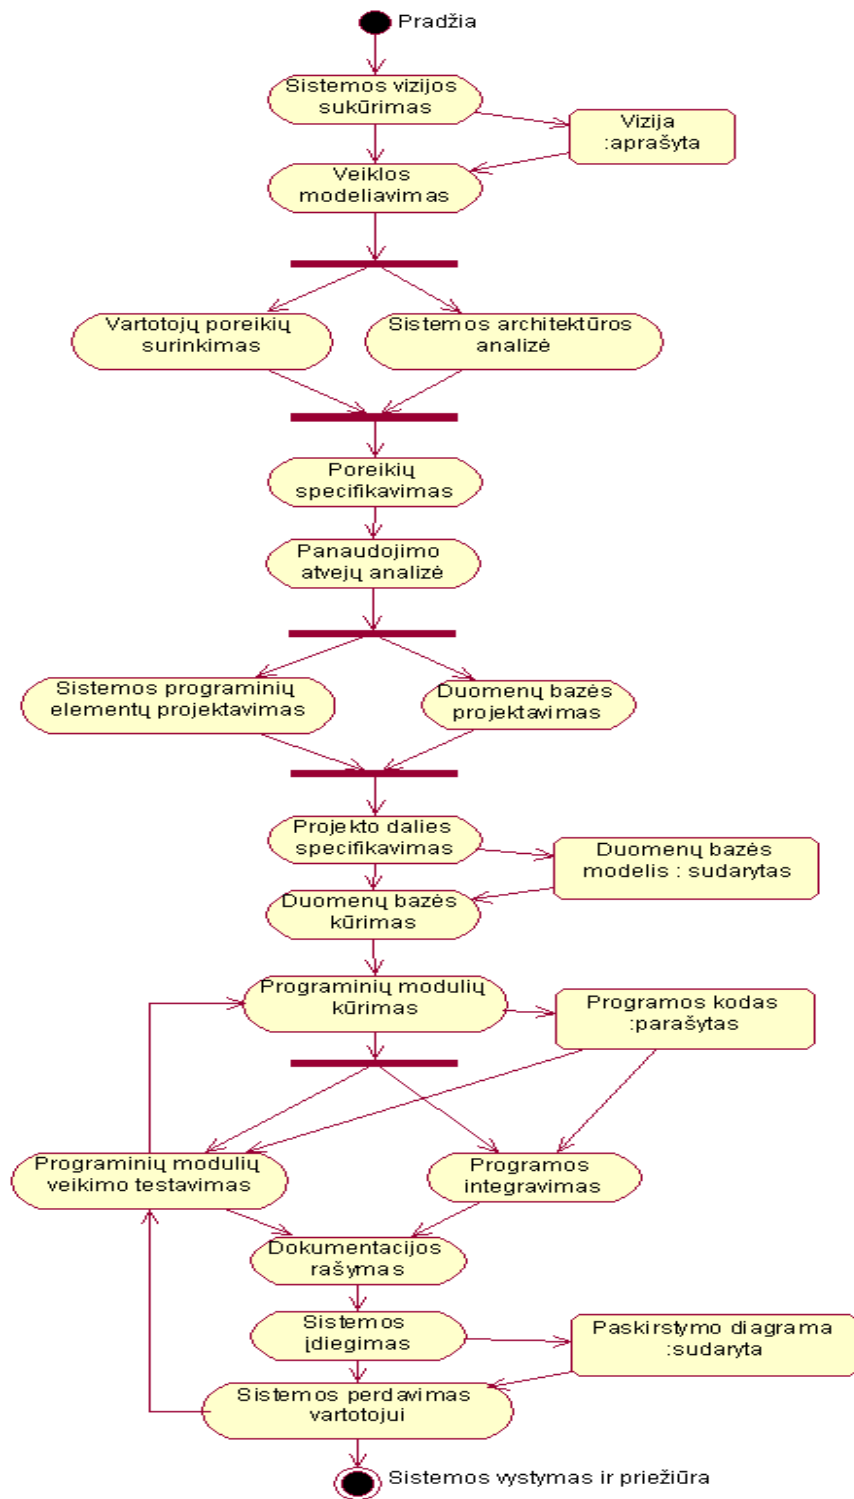 Pradžia
Sistemos vizijos
sukūrimas
Vizija
:aprašyta
Veiklos
modeliavimas
Vartotojų poreikių
surinkimas
Sistemos architektūros
analizė
Poreikių
specifikavimas
Panaudojimo
atvejų analizė
Sistemos programinių
elementų projektavimas
Duomenų bazės
projektavimas
Projekto dalies
specifikavimas
Duomenų bazės
modelis : sudarytas
Duomenų bazės
kūrimas
Programinių modulių
kūrimas
Programos kodas
:parašytas
Programinių modulių
veikimo testavimas
Programos
integravimas
Dokumentacijos
rašymas
Sistemos
įdiegimas
Paskirstymo diagrama
:sudaryta
Sistemos perdavimas
vartotojui
Sistemos vystymas ir priežiūra